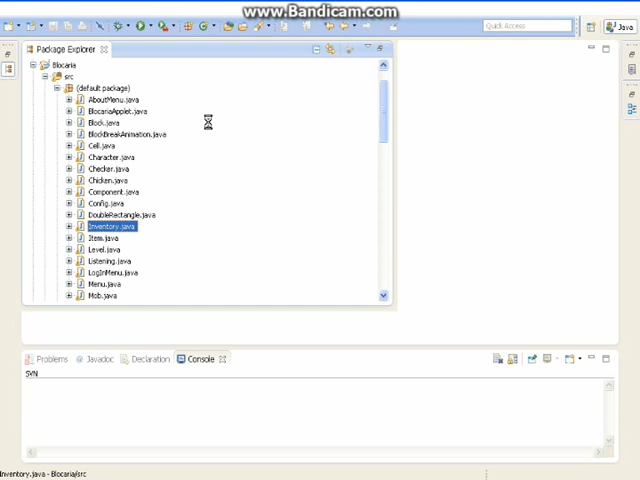 www.Bandicam.com
Quick Access
Java
Package Explorer
Blocaria
src
(default package)
AboutMenu.java
BlocariaApplet.java
Block.java
BlockBreakAnimation.java
Cell.java
Character.java
Checker.java
Chicken.java
Component.java
Config.java
DoubleRectangle.java
Inventory.java
Item.java
Level.java
Listening.java
LogInMenu.java
Menu.java
Mob.java
Problems @ Javadoc Declaration Console
SVN
Inventory.java - Blocaria/src